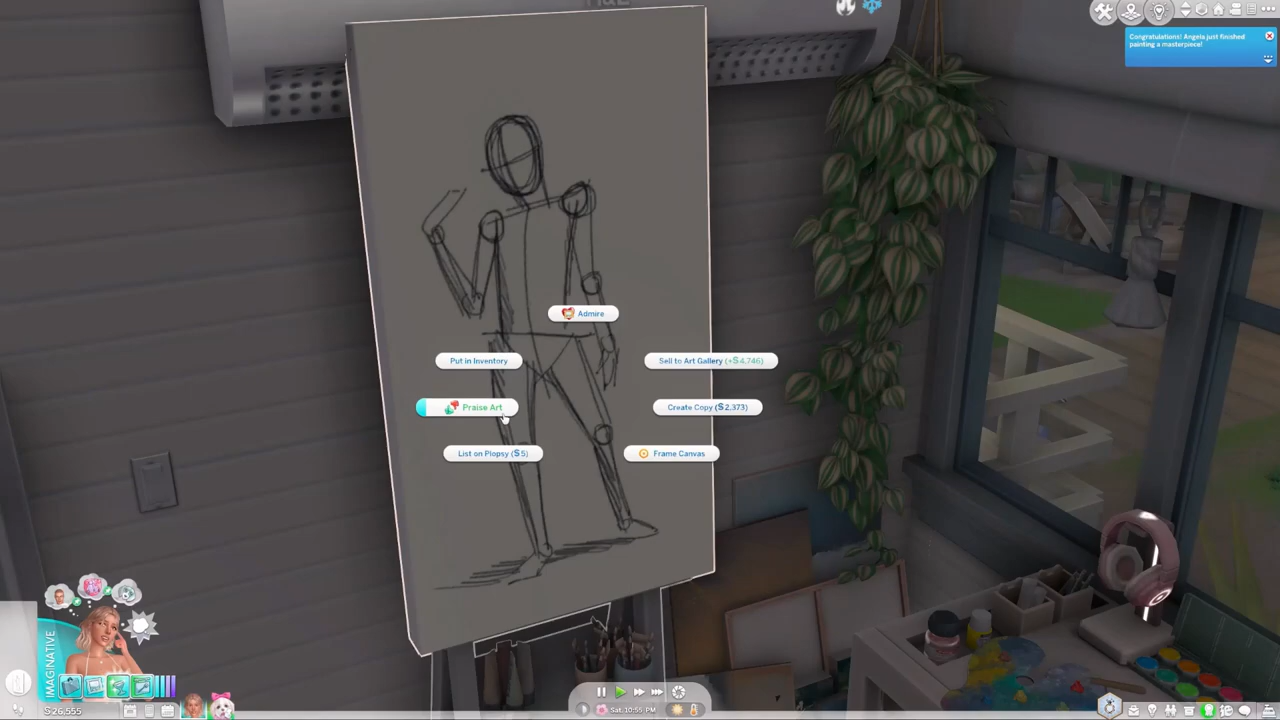 Congratulations! Angela just finished
painting a masterpiece!
Admire
Put in Inventory
Sell to Art Gallery (+§4,746)
Praise Art
Create Copy (§2,373)
List on Plopsy (§5)
Frame Canvas
IMAGINATIVE
§26,555
Sat. 10:55 PM